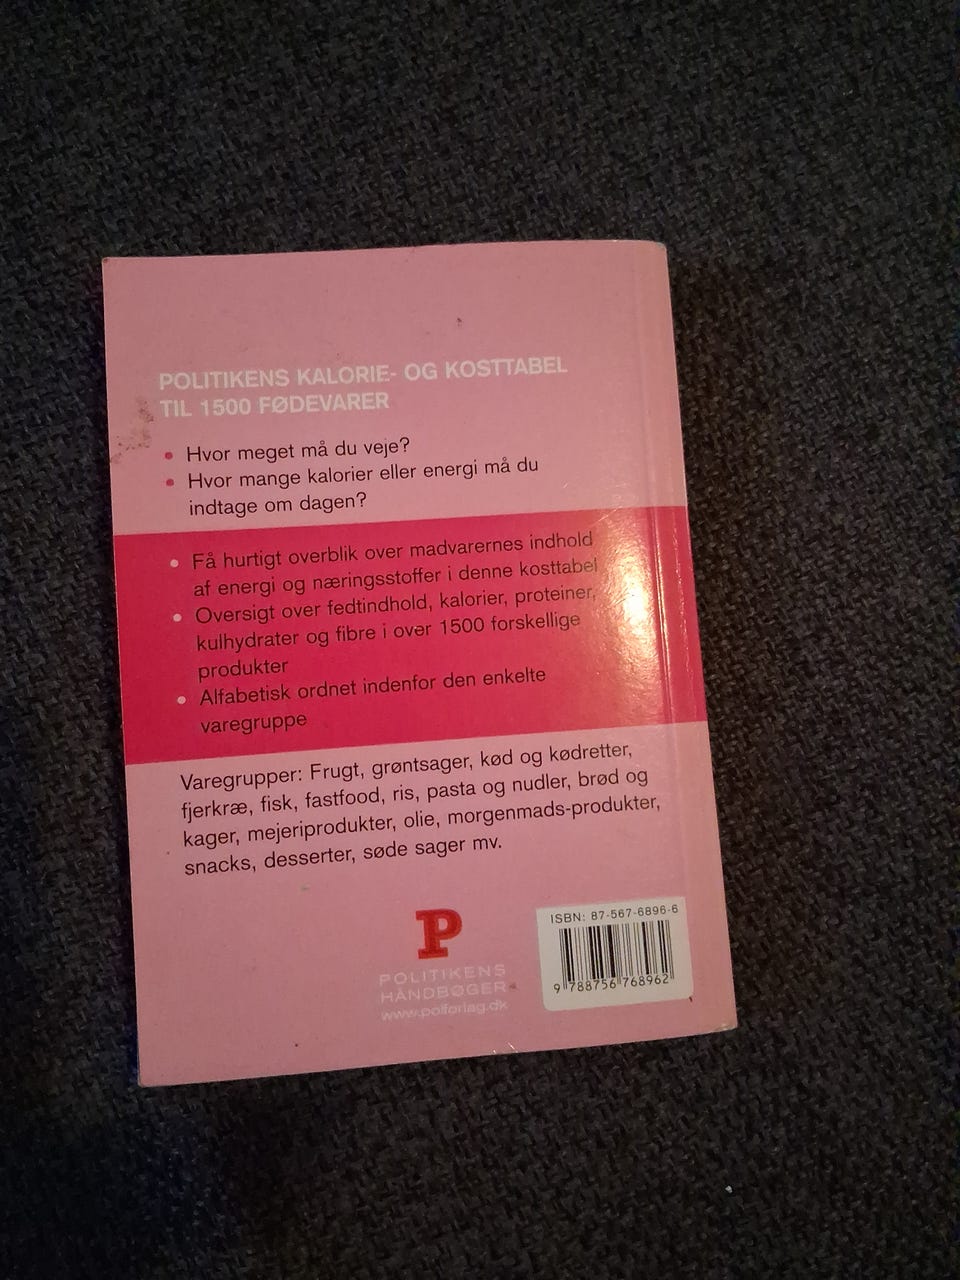 POLITIKENS KALORIE- OG KOSTTABEL
TIL 1500 FØDEVARER
• Hvor meget må du veje?
• Hvor mange kalorier eller energi må du
indtage om dagen?
• Få hurtigt overblik over madvarernes indhold
af energi og næringsstoffer i denne kosttabel
• Oversigt over fedtindhold, kalorier, proteiner,
kulhydrater og fibre i over 1500 forskellige
produkter
• Alfabetisk ordnet indenfor den enkelte
varegruppe
Varegrupper: Frugt, grøntsager, kød og kødretter,
fjerkræ, fisk, fastfood, ris, pasta og nudler, brød og
kager, mejeriprodukter, olie, morgenmads-produkter,
snacks, desserter, søde sager mv.
P
POLITIKENS
HÅNDBØGER
www.polforlag.dk
ISBN: 87-567-6896-6
9 788756 768962